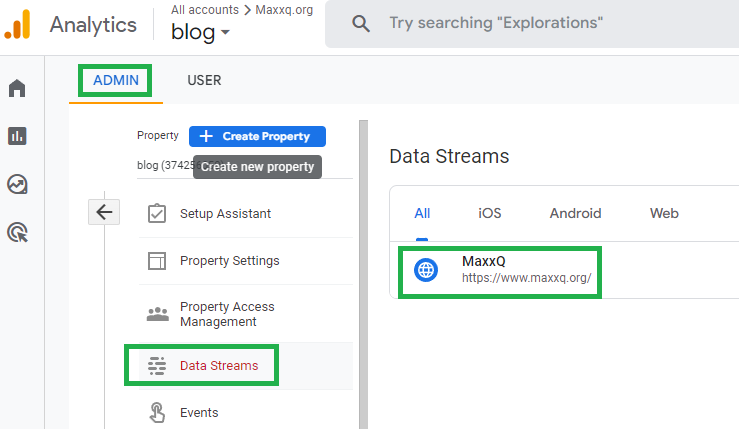 Analytics
All accounts > Maxxq.org
blog
Try searching "Explorations"
ADMIN
USER
Property
+ Create Property
blog (374256
Create new property
Setup Assistant
Property Settings
Property Access
Management
Data Streams
Events
Data Streams
All
iOS
Android
Web
MaxxQ
https://www.maxxq.org/